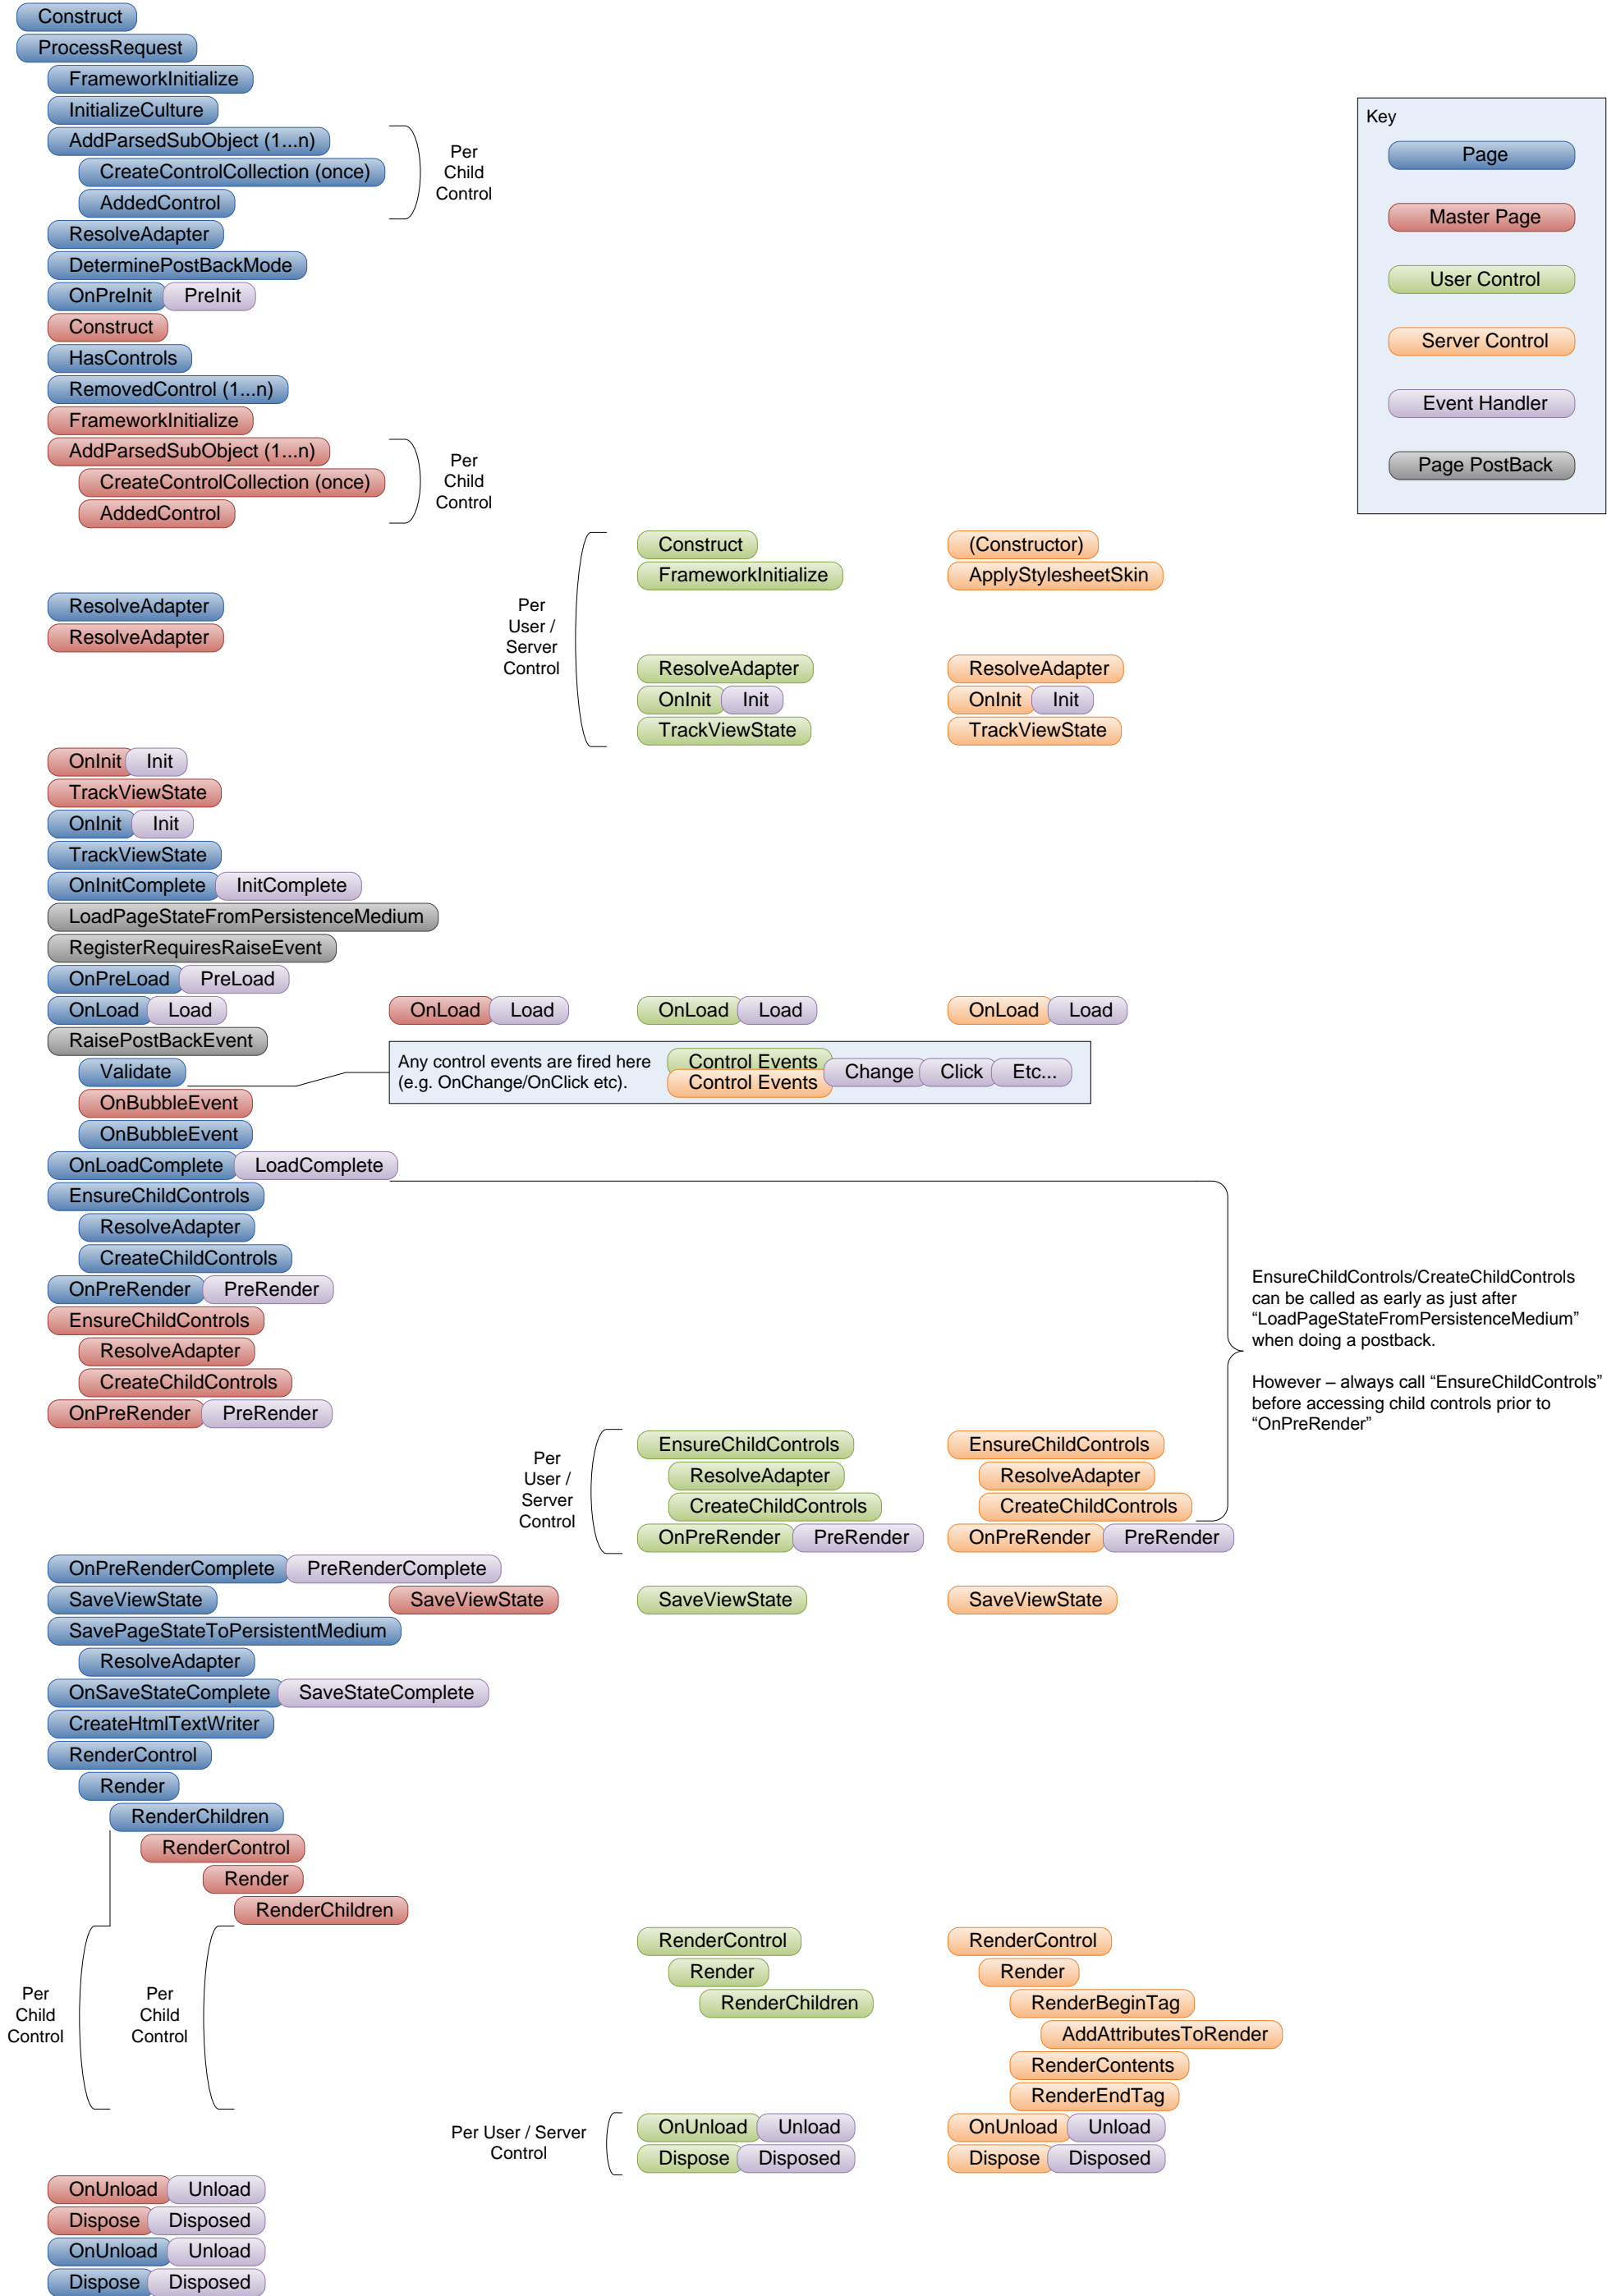 Construct
ProcessRequest
FrameworkInitialize
InitializeCulture
AddParsedSubObject (1...n)
CreateControlCollection (once)
AddedControl
Per
Child
Control
ResolveAdapter
DeterminePostBackMode
OnPreInit PreInit
Construct
HasControls
RemovedControl (1...n)
FrameworkInitialize
AddParsedSubObject (1...n)
CreateControlCollection (once)
AddedControl
Per
Child
Control
Key
Page
Master Page
User Control
Server Control
Event Handler
Page PostBack
Construct (Constructor)
FrameworkInitialize ApplyStylesheetSkin
ResolveAdapter
ResolveAdapter
Per
User /
Server
Control
ResolveAdapter ResolveAdapter
OnInit Init OnInit Init
TrackViewState TrackViewState
OnInit Init
TrackViewState
OnInit Init
TrackViewState
OnInitComplete InitComplete
LoadPageStateFromPersistenceMedium
RegisterRequiresRaiseEvent
OnPreLoad PreLoad
OnLoad Load OnLoad Load OnLoad Load OnLoad Load
RaisePostBackEvent
Validate
Any control events are fired here
(e.g. OnChange/OnClick etc).
Control Events
Control Events
Change Click Etc...
OnBubbleEvent
OnBubbleEvent
OnLoadComplete LoadComplete
EnsureChildControls
ResolveAdapter
CreateChildControls
OnPreRender PreRender
EnsureChildControls
ResolveAdapter
CreateChildControls
OnPreRender PreRender
EnsureChildControls/CreateChildControls
can be called as early as just after
“LoadPageStateFromPersistenceMedium”
when doing a postback.
However – always call “EnsureChildControls”
before accessing child controls prior to
“OnPreRender”
Per
User /
Server
Control
EnsureChildControls EnsureChildControls
ResolveAdapter ResolveAdapter
CreateChildControls CreateChildControls
OnPreRender PreRender OnPreRender PreRender
OnPreRenderComplete PreRenderComplete
SaveViewState SaveViewState SaveViewState SaveViewState
SavePageStateToPersistentMedium
ResolveAdapter
OnSaveStateComplete SaveStateComplete
CreateHtmlTextWriter
RenderControl
Render
RenderChildren
RenderControl
Render
RenderChildren
Per
Child
Control
Per
Child
Control
RenderControl RenderControl
Render Render
RenderChildren RenderBeginTag
AddAttributesToRender
RenderContents
RenderEndTag
Per User / Server
Control
OnUnload Unload OnUnload Unload
Dispose Disposed Dispose Disposed
OnUnload Unload
Dispose Disposed
OnUnload Unload
Dispose Disposed